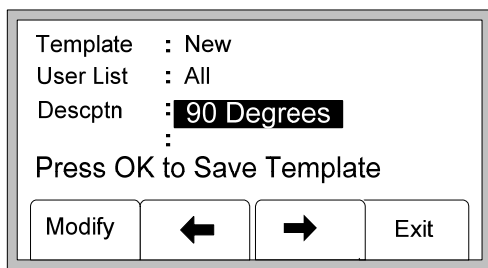 Template : New
User List : All
Descptn : 90 Degrees
:
Press OK to Save Template
Modify ← → Exit